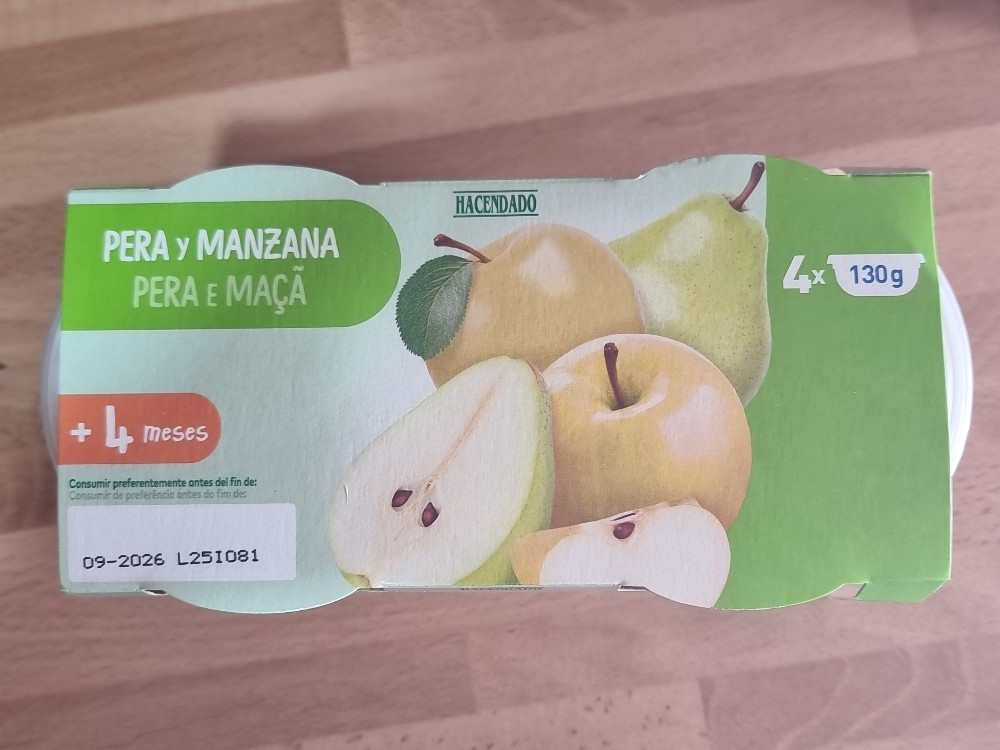 HACENDADO
PERA y MANZANA
PERA E MAÇÃ
4x 130g
+ 4 meses
Consumir preferentemente antes del fin de:
Consumir de preferência antes do fim de:
09-2026 L25I081
HACENDADO